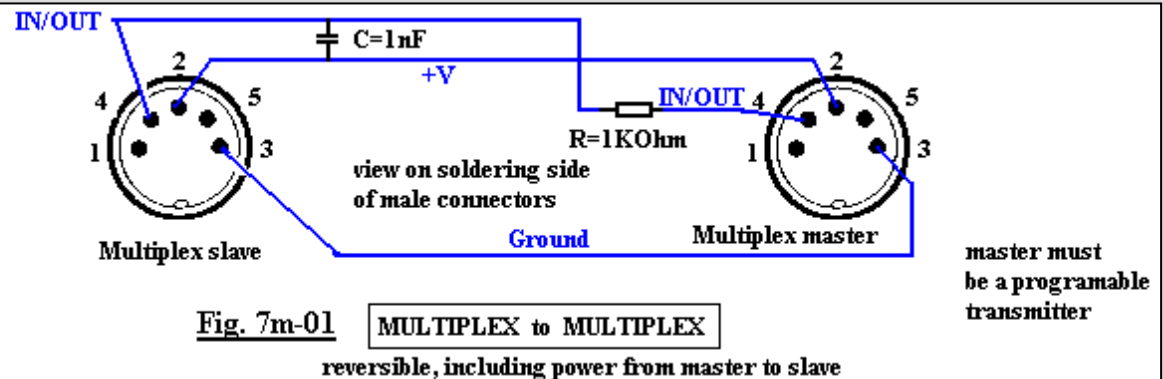 IN/OUT
C=1nF
2
+V
2
4
5
IN/OUT
4
5
R=1KOhm
1
3
1
3
view on soldering side
of male connectors
Ground
Multiplex slave
Multiplex master
master must
be a programable
transmitter
Fig. 7m-01
MULTIPLEX to MULTIPLEX
reversible, including power from master to slave